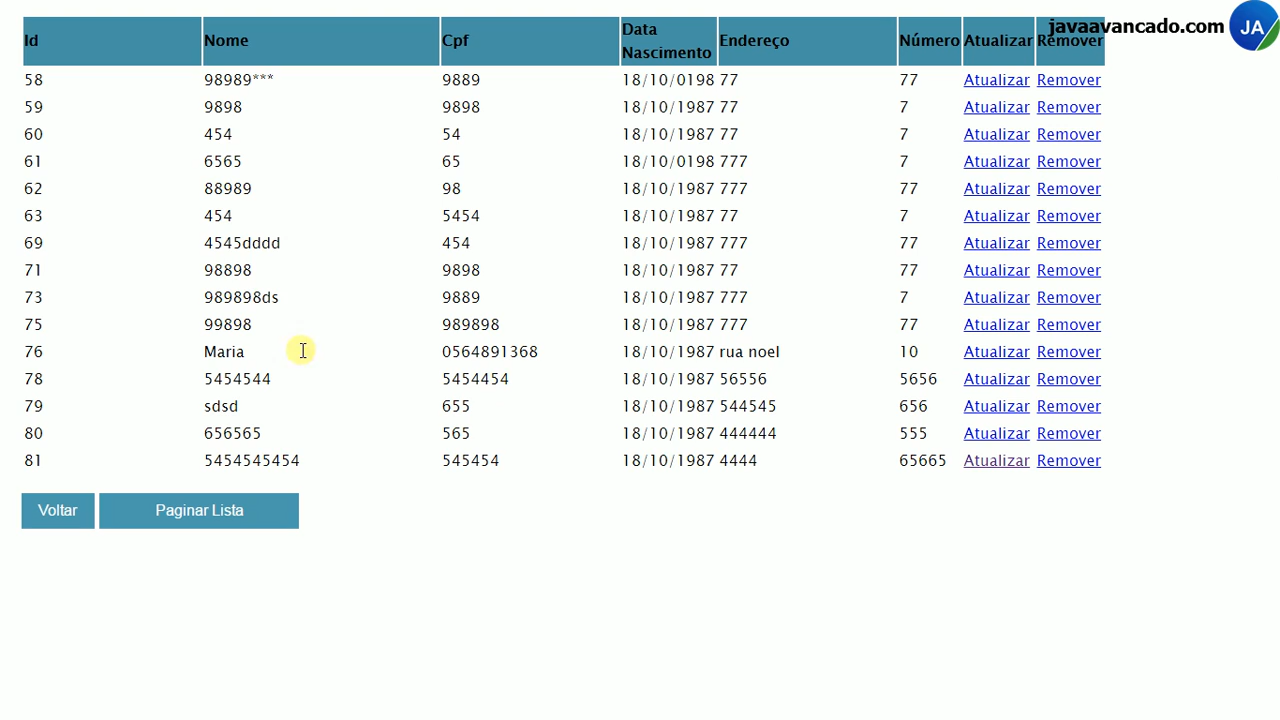 javaavancado.com JA
Id Nome Cpf Data Nascimento Endereço Número Atualizar Remover
58 98989*** 9889 18/10/0198 77 77 Atualizar Remover
59 9898 9898 18/10/1987 77 7 Atualizar Remover
60 454 54 18/10/1987 77 7 Atualizar Remover
61 6565 65 18/10/0198 777 7 Atualizar Remover
62 88989 98 18/10/1987 777 77 Atualizar Remover
63 454 5454 18/10/1987 77 7 Atualizar Remover
69 4545dddd 454 18/10/1987 777 77 Atualizar Remover
71 98898 9898 18/10/1987 77 77 Atualizar Remover
73 989898ds 9889 18/10/1987 777 7 Atualizar Remover
75 99898 989898 18/10/1987 777 77 Atualizar Remover
76 Maria 0564891368 18/10/1987 rua noel 10 Atualizar Remover
78 5454544 5454454 18/10/1987 56556 5656 Atualizar Remover
79 sdsd 655 18/10/1987 544545 656 Atualizar Remover
80 656565 565 18/10/1987 444444 555 Atualizar Remover
81 5454545454 545454 18/10/1987 4444 65665 Atualizar Remover
Voltar Paginar Lista